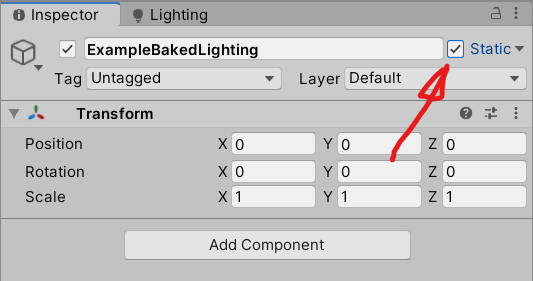 Inspector Lighting
ExampleBakedLighting Static
Tag Untagged Layer Default
Transform
Position X 0 Y 0 Z 0
Rotation X 0 Y 0 Z 0
Scale X 1 Y 1 Z 1
Add Component